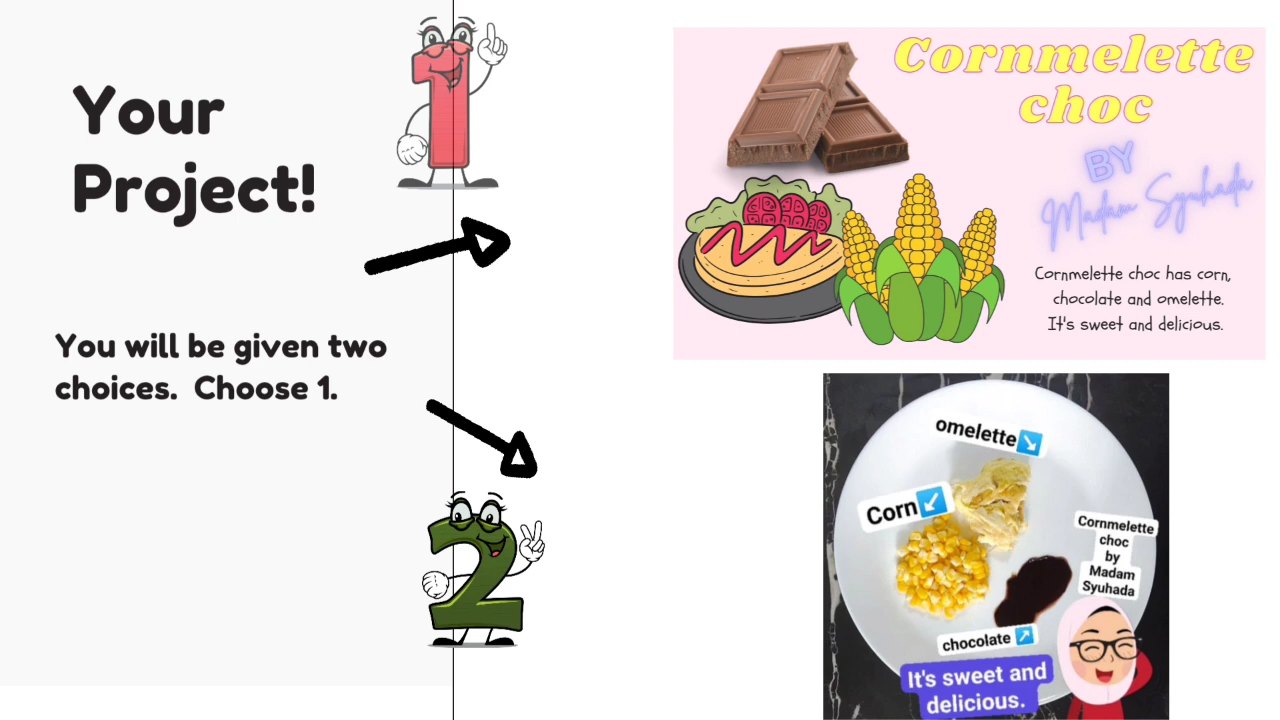 Your
Project!
You will be given two
choices.  Choose 1.
1
2
Cornmelette
choc
BY
Madam Syuhada
Cornmelette choc has corn,
chocolate and omelette.
It's sweet and delicious.
omelette
Corn
Cornmelette
choc
by
Madam
Syuhada
chocolate
It's sweet and
delicious.